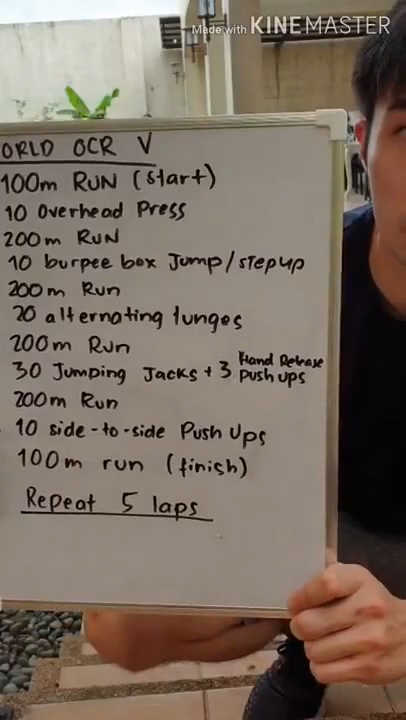 Made with KINEMASTER
ORLD OCR V
100m RUN (start)
10 Overhead Press
200m RUN
10 burpee box Jump/stepup
200m Run
20 alternating lunges
200m Run
30 Jumping Jacks + 3 Hand Release Push ups
200m Run
10 side-to-side Push Ups
100m run (finish)
Repeat 5 laps